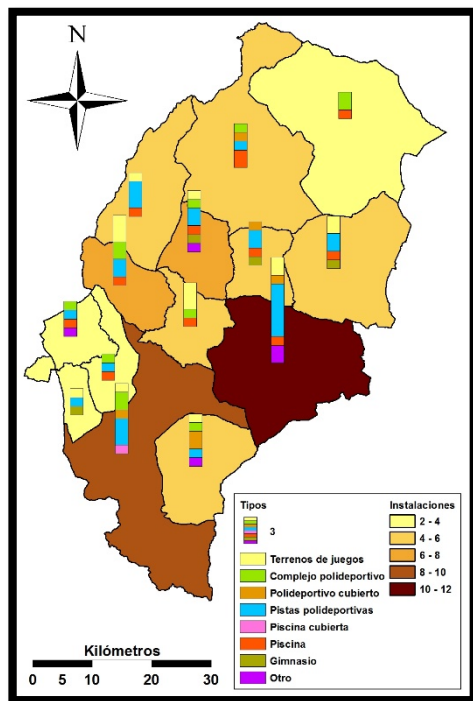 N
Tipos
3
Terrenos de juegos
Complejo polideportivo
Polideportivo cubierto
Pistas polideportivas
Piscina cubierta
Piscina
Gimnasio
Otro
Instalaciones
2 - 4
4 - 6
6 - 8
8 - 10
10 - 12
Kilómetros
0 10 20 30